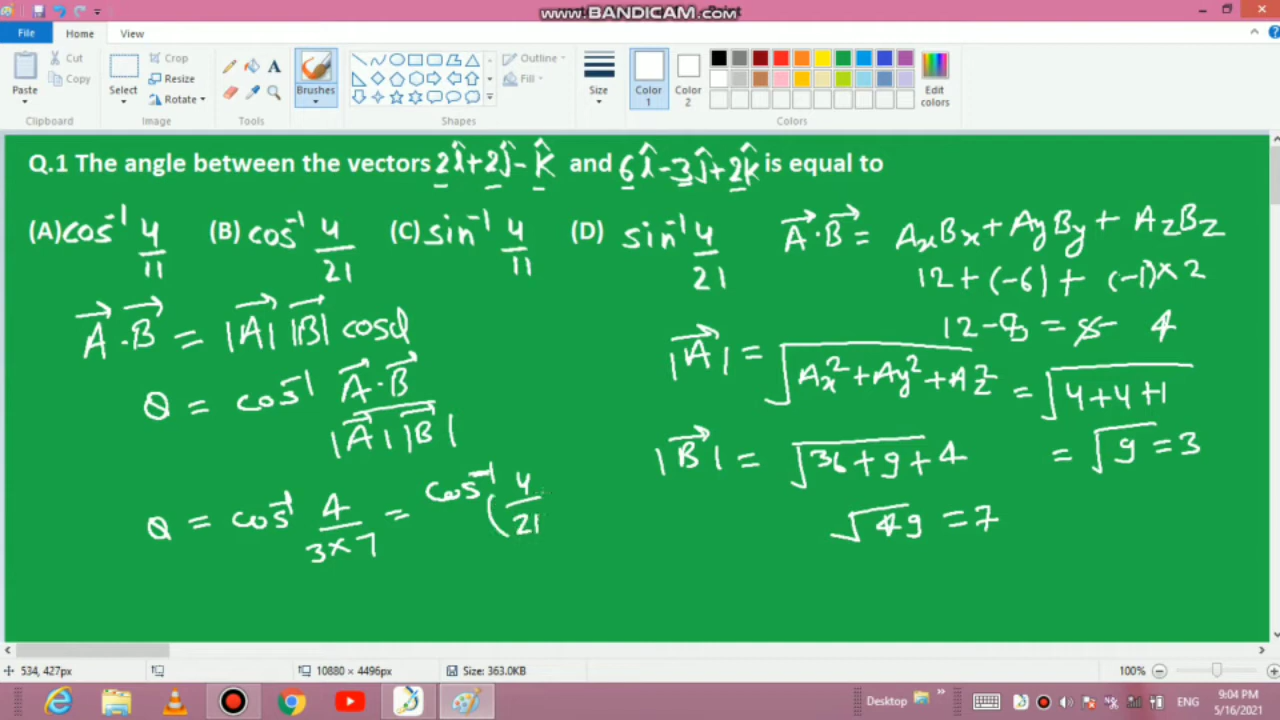 www.BANDICAM.com
File Home View
Paste Cut Copy Select Crop Resize Rotate Brushes Outline Fill Size Color 1 Color 2 Edit colors
Clipboard Image Tools Shapes Colors
Q.1 The angle between the vectors 2î+2ĵ-k̂ and 6î-3ĵ+2k̂ is equal to
(A) cos⁻¹ 4/11 (B) cos⁻¹ 4/21 (C) sin⁻¹ 4/11 (D) sin⁻¹ 4/21
A⃗·B⃗ = AxBx + AyBy + AzBz
12 + (-6) + (-1)×2
12-8 = 4
A⃗·B⃗ = |A⃗| |B⃗| cosd
θ = cos⁻¹ A⃗·B⃗ / |A⃗| |B⃗|
θ = cos⁻¹ 4/3×7 = cos⁻¹ (4/21
|A⃗| = √Ax²+Ay²+Az² = √4+4+1
= √9 = 3
|B⃗| = √36+9+4
√49 = 7
534, 427px 10880 × 4496px Size: 363.0KB 100%
Desktop ENG 9:04 PM
5/16/2021